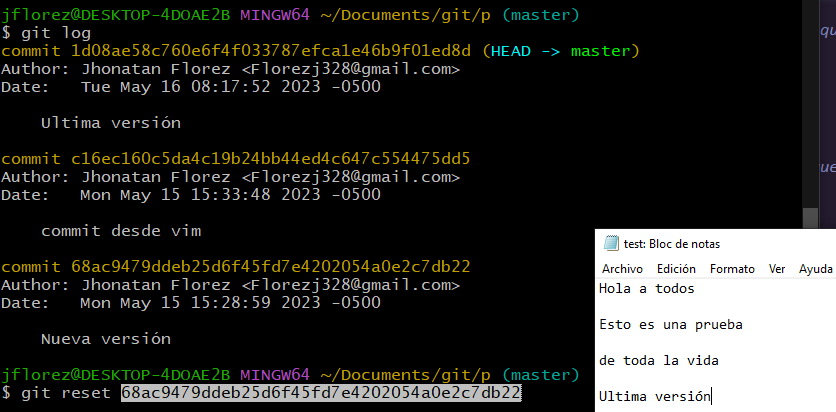 jflorez@DESKTOP-4DOAE2B MINGW64 ~/Documents/git/p (master)
$ git log
commit 1d08ae58c760e6f4f033787efca1e46b9f01ed8d (HEAD -> master)
Author: Jhonatan Florez <Florezj328@gmail.com>
Date:   Tue May 16 08:17:52 2023 -0500
Ultima versión
commit c16ec160c5da4c19b24bb44ed4c647c554475dd5
Author: Jhonatan Florez <Florezj328@gmail.com>
Date:   Mon May 15 15:33:48 2023 -0500
commit desde vim
commit 68ac9479ddeb25d6f45fd7e4202054a0e2c7db22
Author: Jhonatan Florez <Florezj328@gmail.com>
Date:   Mon May 15 15:28:59 2023 -0500
Nueva versión
jflorez@DESKTOP-4DOAE2B MINGW64 ~/Documents/git/p (master)
$ git reset 68ac9479ddeb25d6f45fd7e4202054a0e2c7db22
test: Bloc de notas
Archivo Edición Formato Ver Ayuda
Hola a todos
Esto es una prueba
de toda la vida
Ultima versión
qu
ue